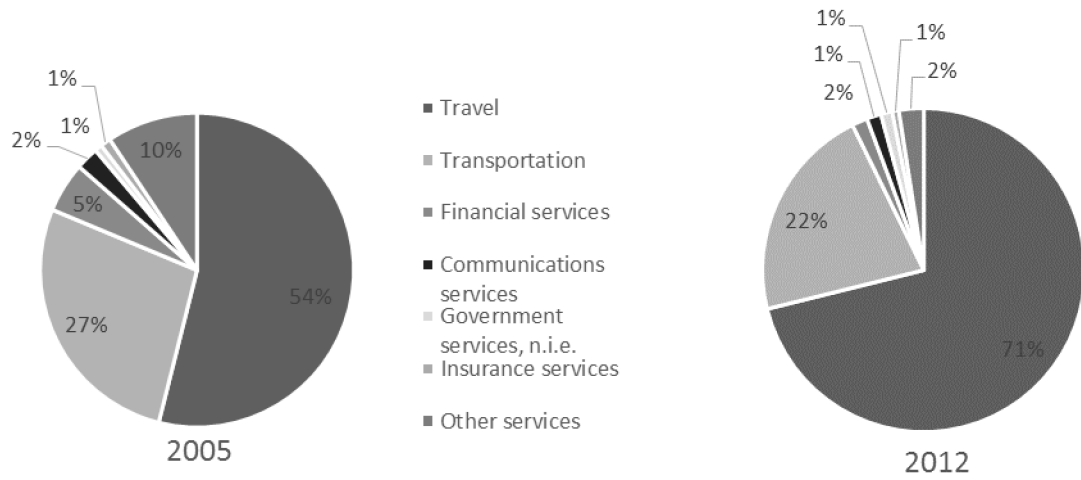 1%
2%
1%
10%
5%
27%
54%
2005
Travel
Transportation
Financial services
Communications
services
Government
services, n.i.e.
Insurance services
Other services
1%
1%
1%
2%
2%
22%
71%
2012